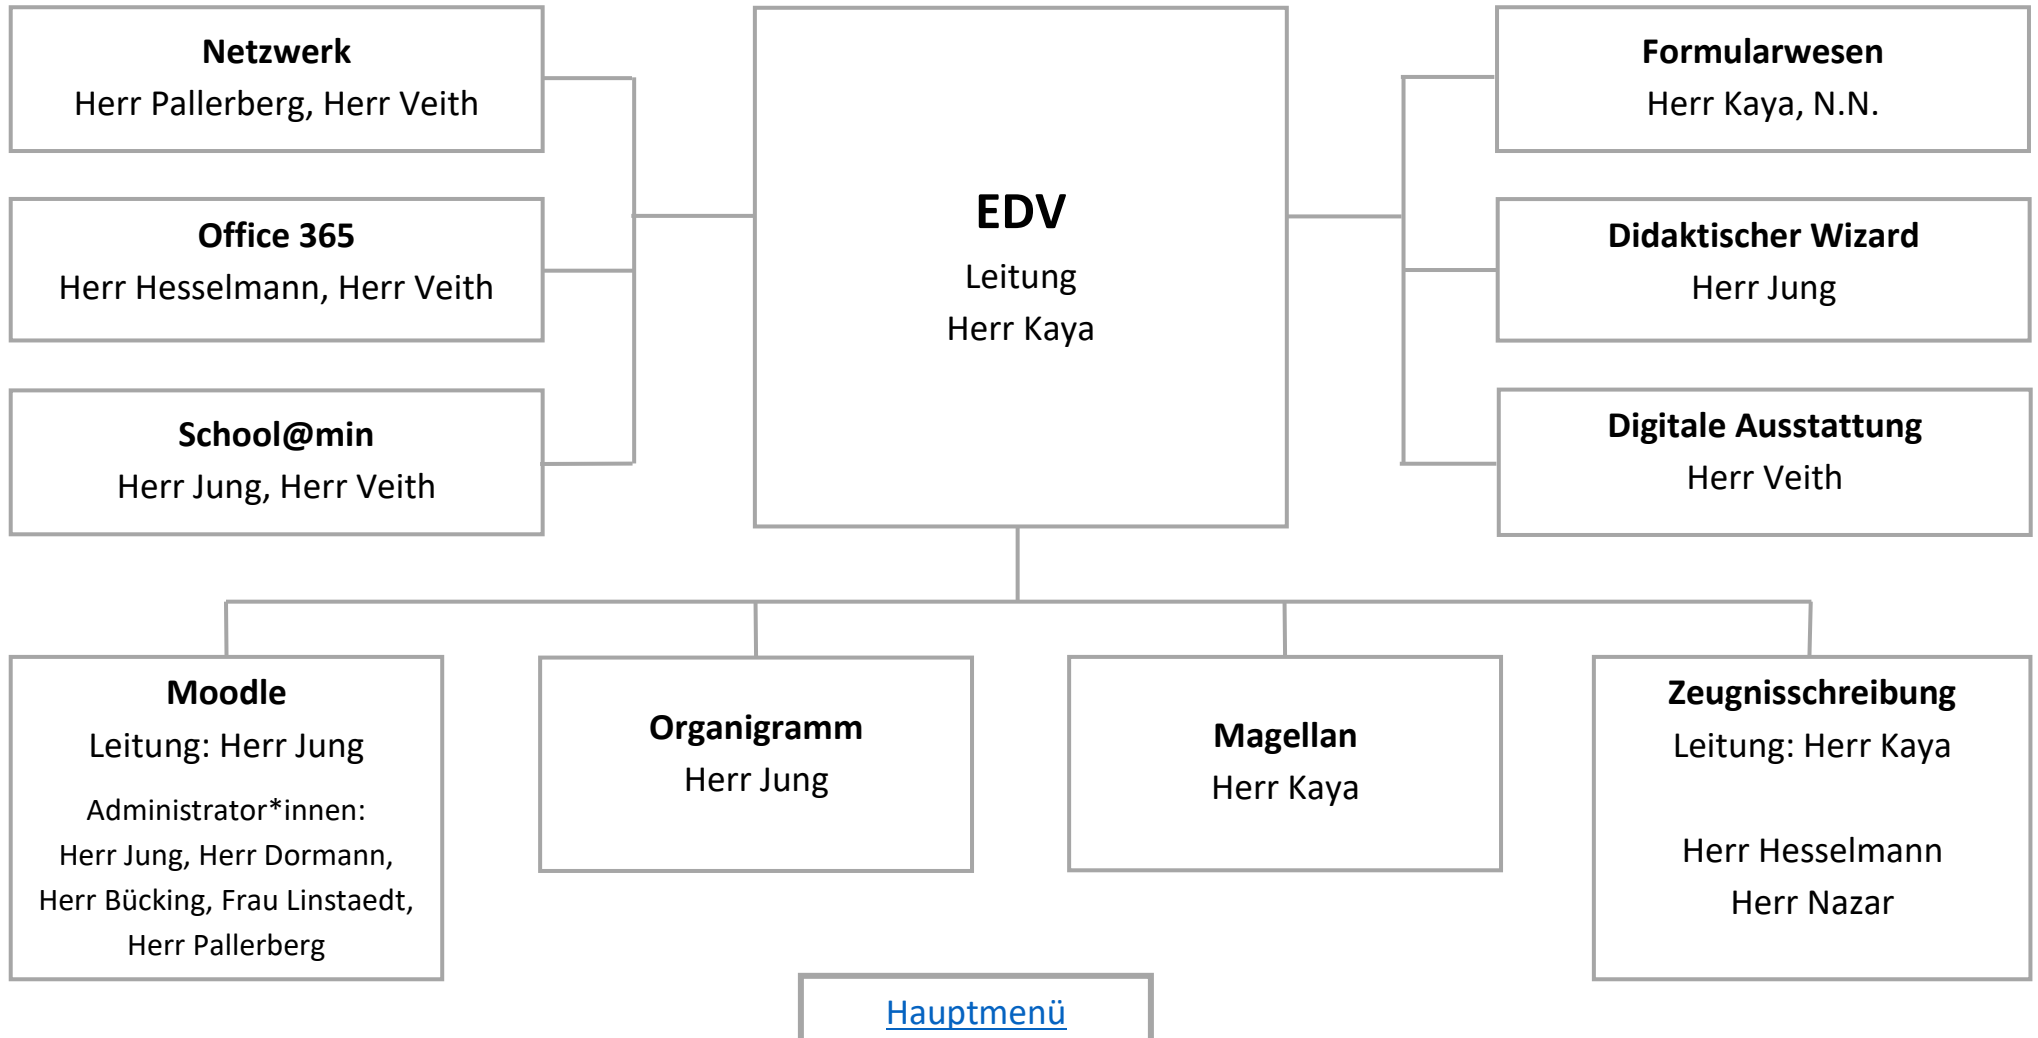 Netzwerk
Herr Pallerberg, Herr Veith
Office 365
Herr Hesselmann, Herr Veith
School@min
Herr Jung, Herr Veith
EDV
Leitung
Herr Kaya
Formularwesen
Herr Kaya, N.N.
Didaktischer Wizard
Herr Jung
Digitale Ausstattung
Herr Veith
Moodle
Leitung: Herr Jung
Administrator*innen:
Herr Jung, Herr Dormann,
Herr Bücking, Frau Linstaedt,
Herr Pallerberg
Organigramm
Herr Jung
Magellan
Herr Kaya
Zeugnisschreibung
Leitung: Herr Kaya
Herr Hesselmann
Herr Nazar
Hauptmenü